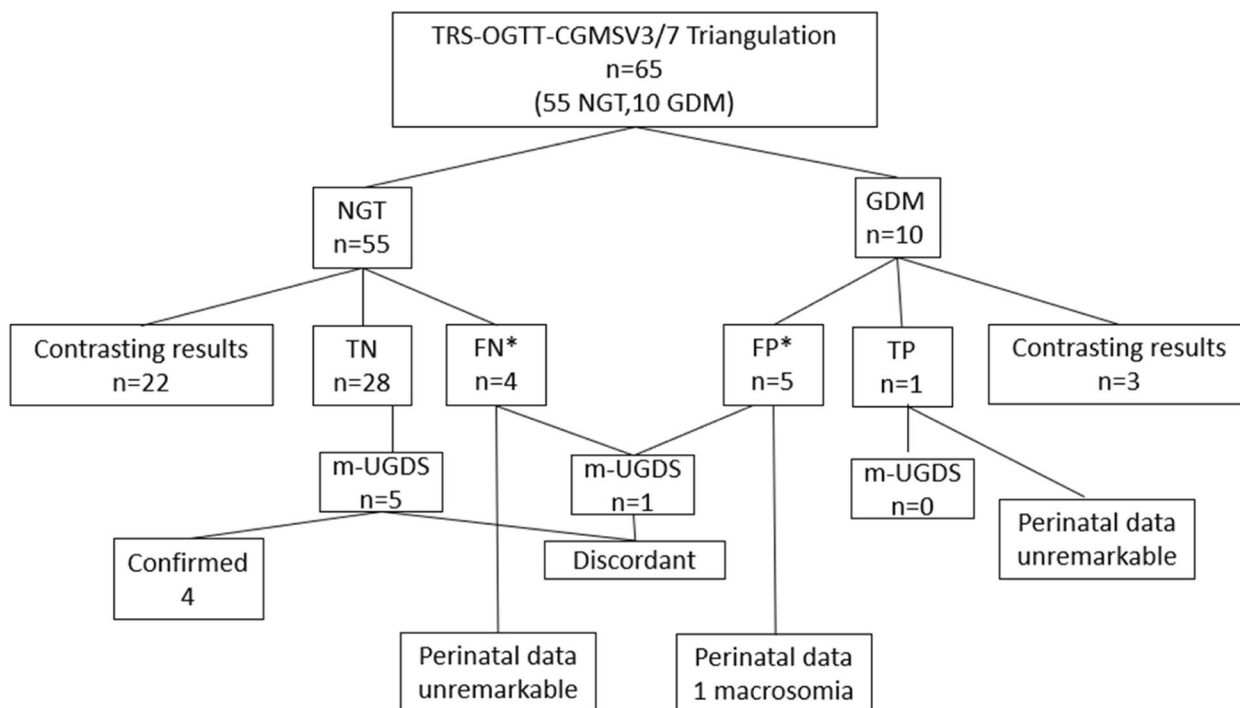 TRS-OGTT-CGMSV3/7 Triangulation
n=65
(55 NGT,10 GDM)
NGT
n=55
GDM
n=10
Contrasting results
n=22
TN
n=28
FN*
n=4
FP*
n=5
TP
n=1
Contrasting results
n=3
m-UGDS
n=5
m-UGDS
n=1
m-UGDS
n=0
Perinatal data
unremarkable
Confirmed
4
Discordant
Perinatal data
unremarkable
Perinatal data
1 macrosomia